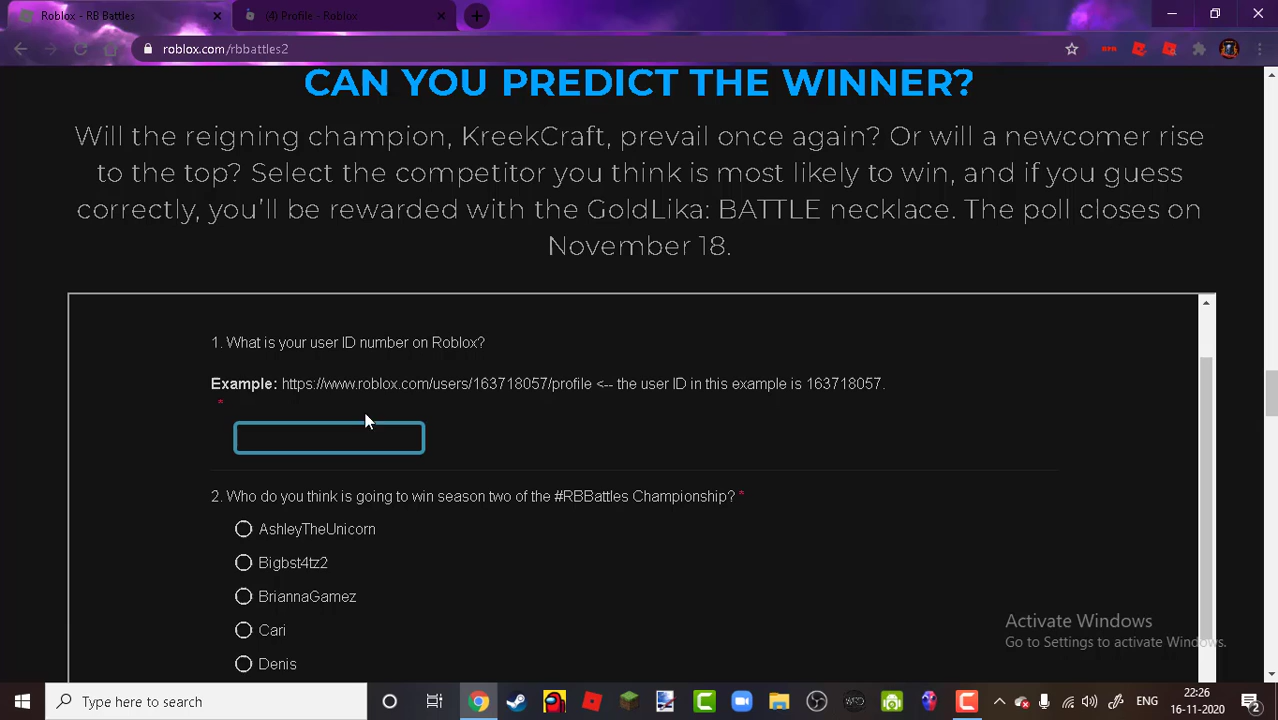 Roblox - RB Battles
(4) Profile - Roblox
roblox.com/rbbattles2
CAN YOU PREDICT THE WINNER?
Will the reigning champion, KreekCraft, prevail once again? Or will a newcomer rise
to the top? Select the competitor you think is most likely to win, and if you guess
correctly, you’ll be rewarded with the GoldLika: BATTLE necklace. The poll closes on
November 18.
1. What is your user ID number on Roblox?
Example: https://www.roblox.com/users/163718057/profile <-- the user ID in this example is 163718057.
*
2. Who do you think is going to win season two of the #RBBattles Championship? *
AshleyTheUnicorn
Bigbst4tz2
BriannaGamez
Cari
Denis
Activate Windows
Go to Settings to activate Windows.
Type here to search
ENG
22:26
16-11-2020
2